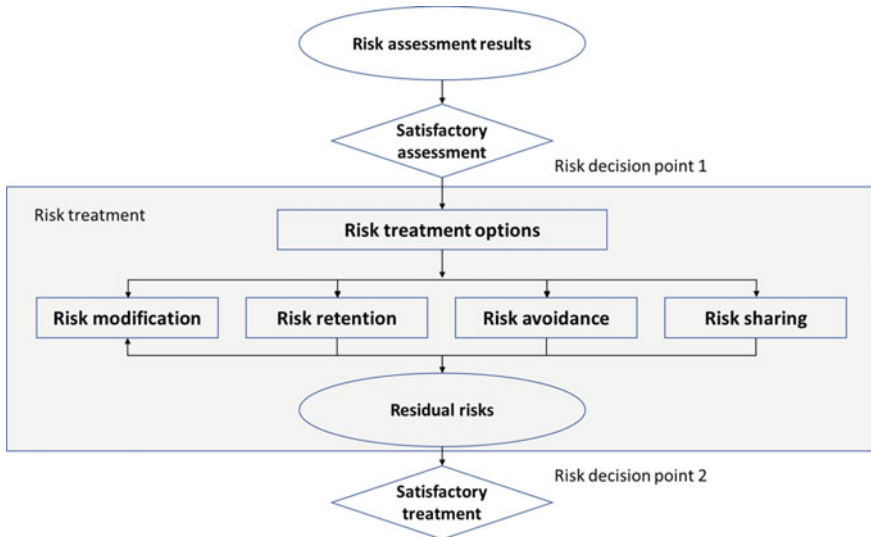 Risk assessment results
Satisfactory
assessment
Risk decision point 1
Risk treatment
Risk treatment options
Risk modification
Risk retention
Risk avoidance
Risk sharing
Residual risks
Risk decision point 2
Satisfactory
treatment